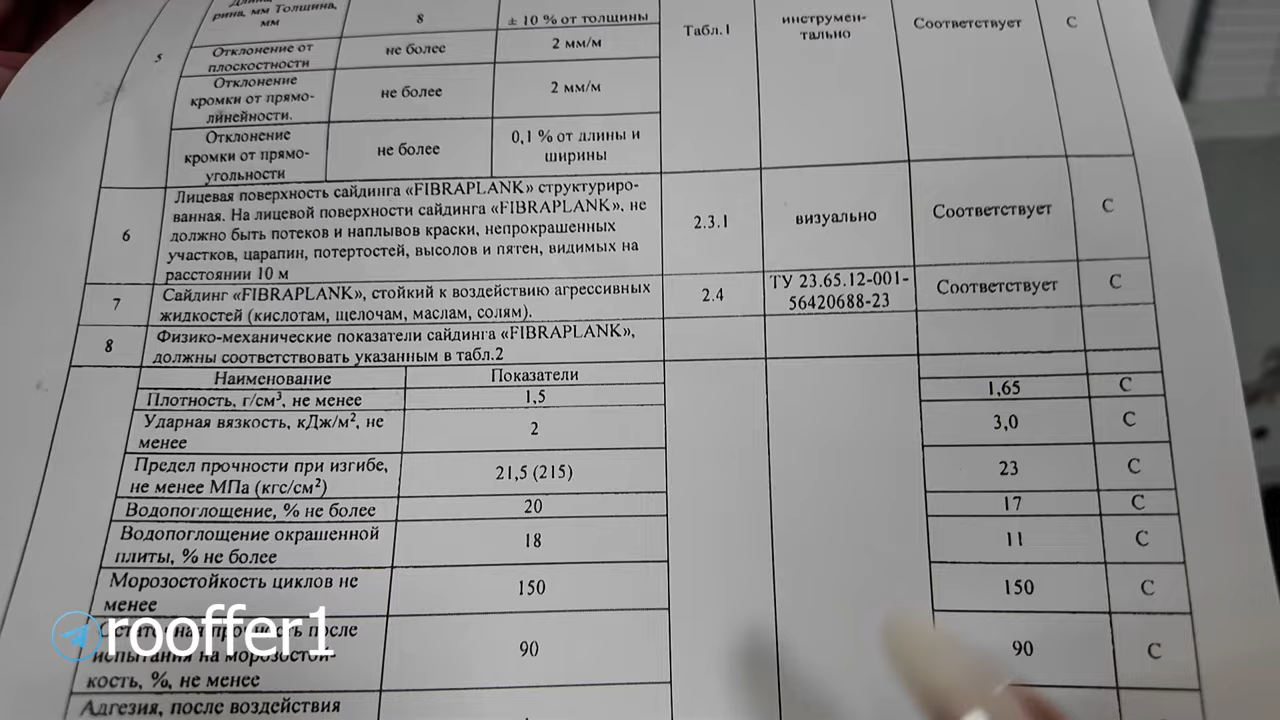 рина, мм Толщина,
мм
8
± 10 % от толщины
5
Отклонение от
плоскостности
не более
2 мм/м
Отклонение
кромки от прямо-
линейности.
не более
2 мм/м
Отклонение
кромки от прямо-
угольности
не более
0,1 % от длины и
ширины
Табл.1
инструмен-
тально
Соответствует
С
6
Лицевая поверхность сайдинга «FIBRAPLANK» структуриро-
ванная. На лицевой поверхности сайдинга «FIBRAPLANK», не
должно быть потеков и наплывов краски, непрокрашенных
участков, царапин, потертостей, высолов и пятен, видимых на
расстоянии 10 м
2.3.1
визуально
Соответствует
С
7
Сайдинг «FIBRAPLANK», стойкий к воздействию агрессивных
жидкостей (кислотам, щелочам, маслам, солям).
2.4
ТУ 23.65.12-001-
56420688-23
Соответствует
С
8
Физико-механические показатели сайдинга «FIBRAPLANK»,
должны соответствовать указанным в табл.2
Наименование
Показатели
Плотность, г/см³, не менее
1,5
1,65
С
Ударная вязкость, кДж/м², не
менее
2
3,0
С
Предел прочности при изгибе,
не менее МПа (кгс/см²)
21,5 (215)
23
С
Водопоглощение, % не более
20
17
С
Водопоглощение окрашенной
плиты, % не более
18
11
С
Морозостойкость циклов не
менее
150
150
С
Остаточная прочность после
испытания на морозостой-
кость, %, не менее
90
90
С
Адгезия, после воздействия
rooffer1